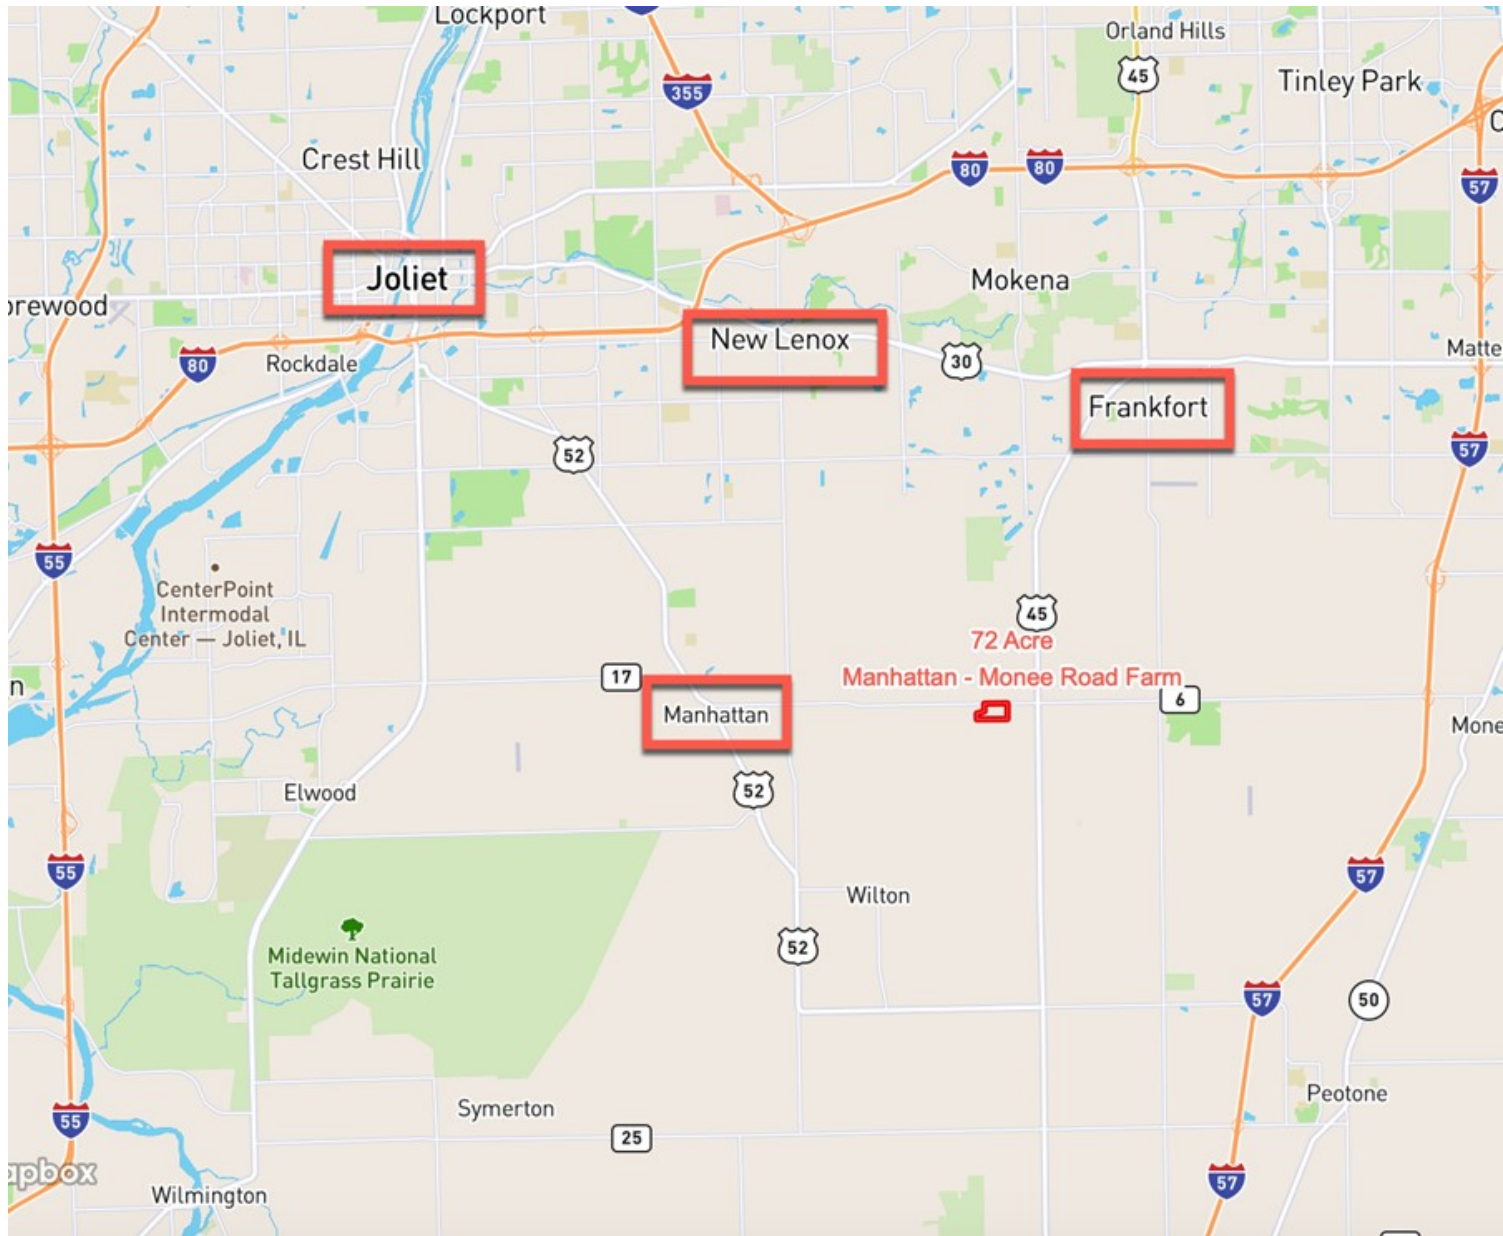 Lockport
Orland Hills
45
Tinley Park
355
Crest Hill
80
80
57
Joliet
Mokena
orewood
New Lenox
30
Matte
Rockdale
80
Frankfort
52
57
55
CenterPoint
Intermodal
Center — Joliet, IL
45
72 Acre
Manhattan - Monee Road Farm
17
n
6
Manhattan
Mone
52
Elwood
55
57
Wilton
Midewin National
Tallgrass Prairie
52
57
50
Peotone
Symerton
55
25
apbox
57
Wilmington